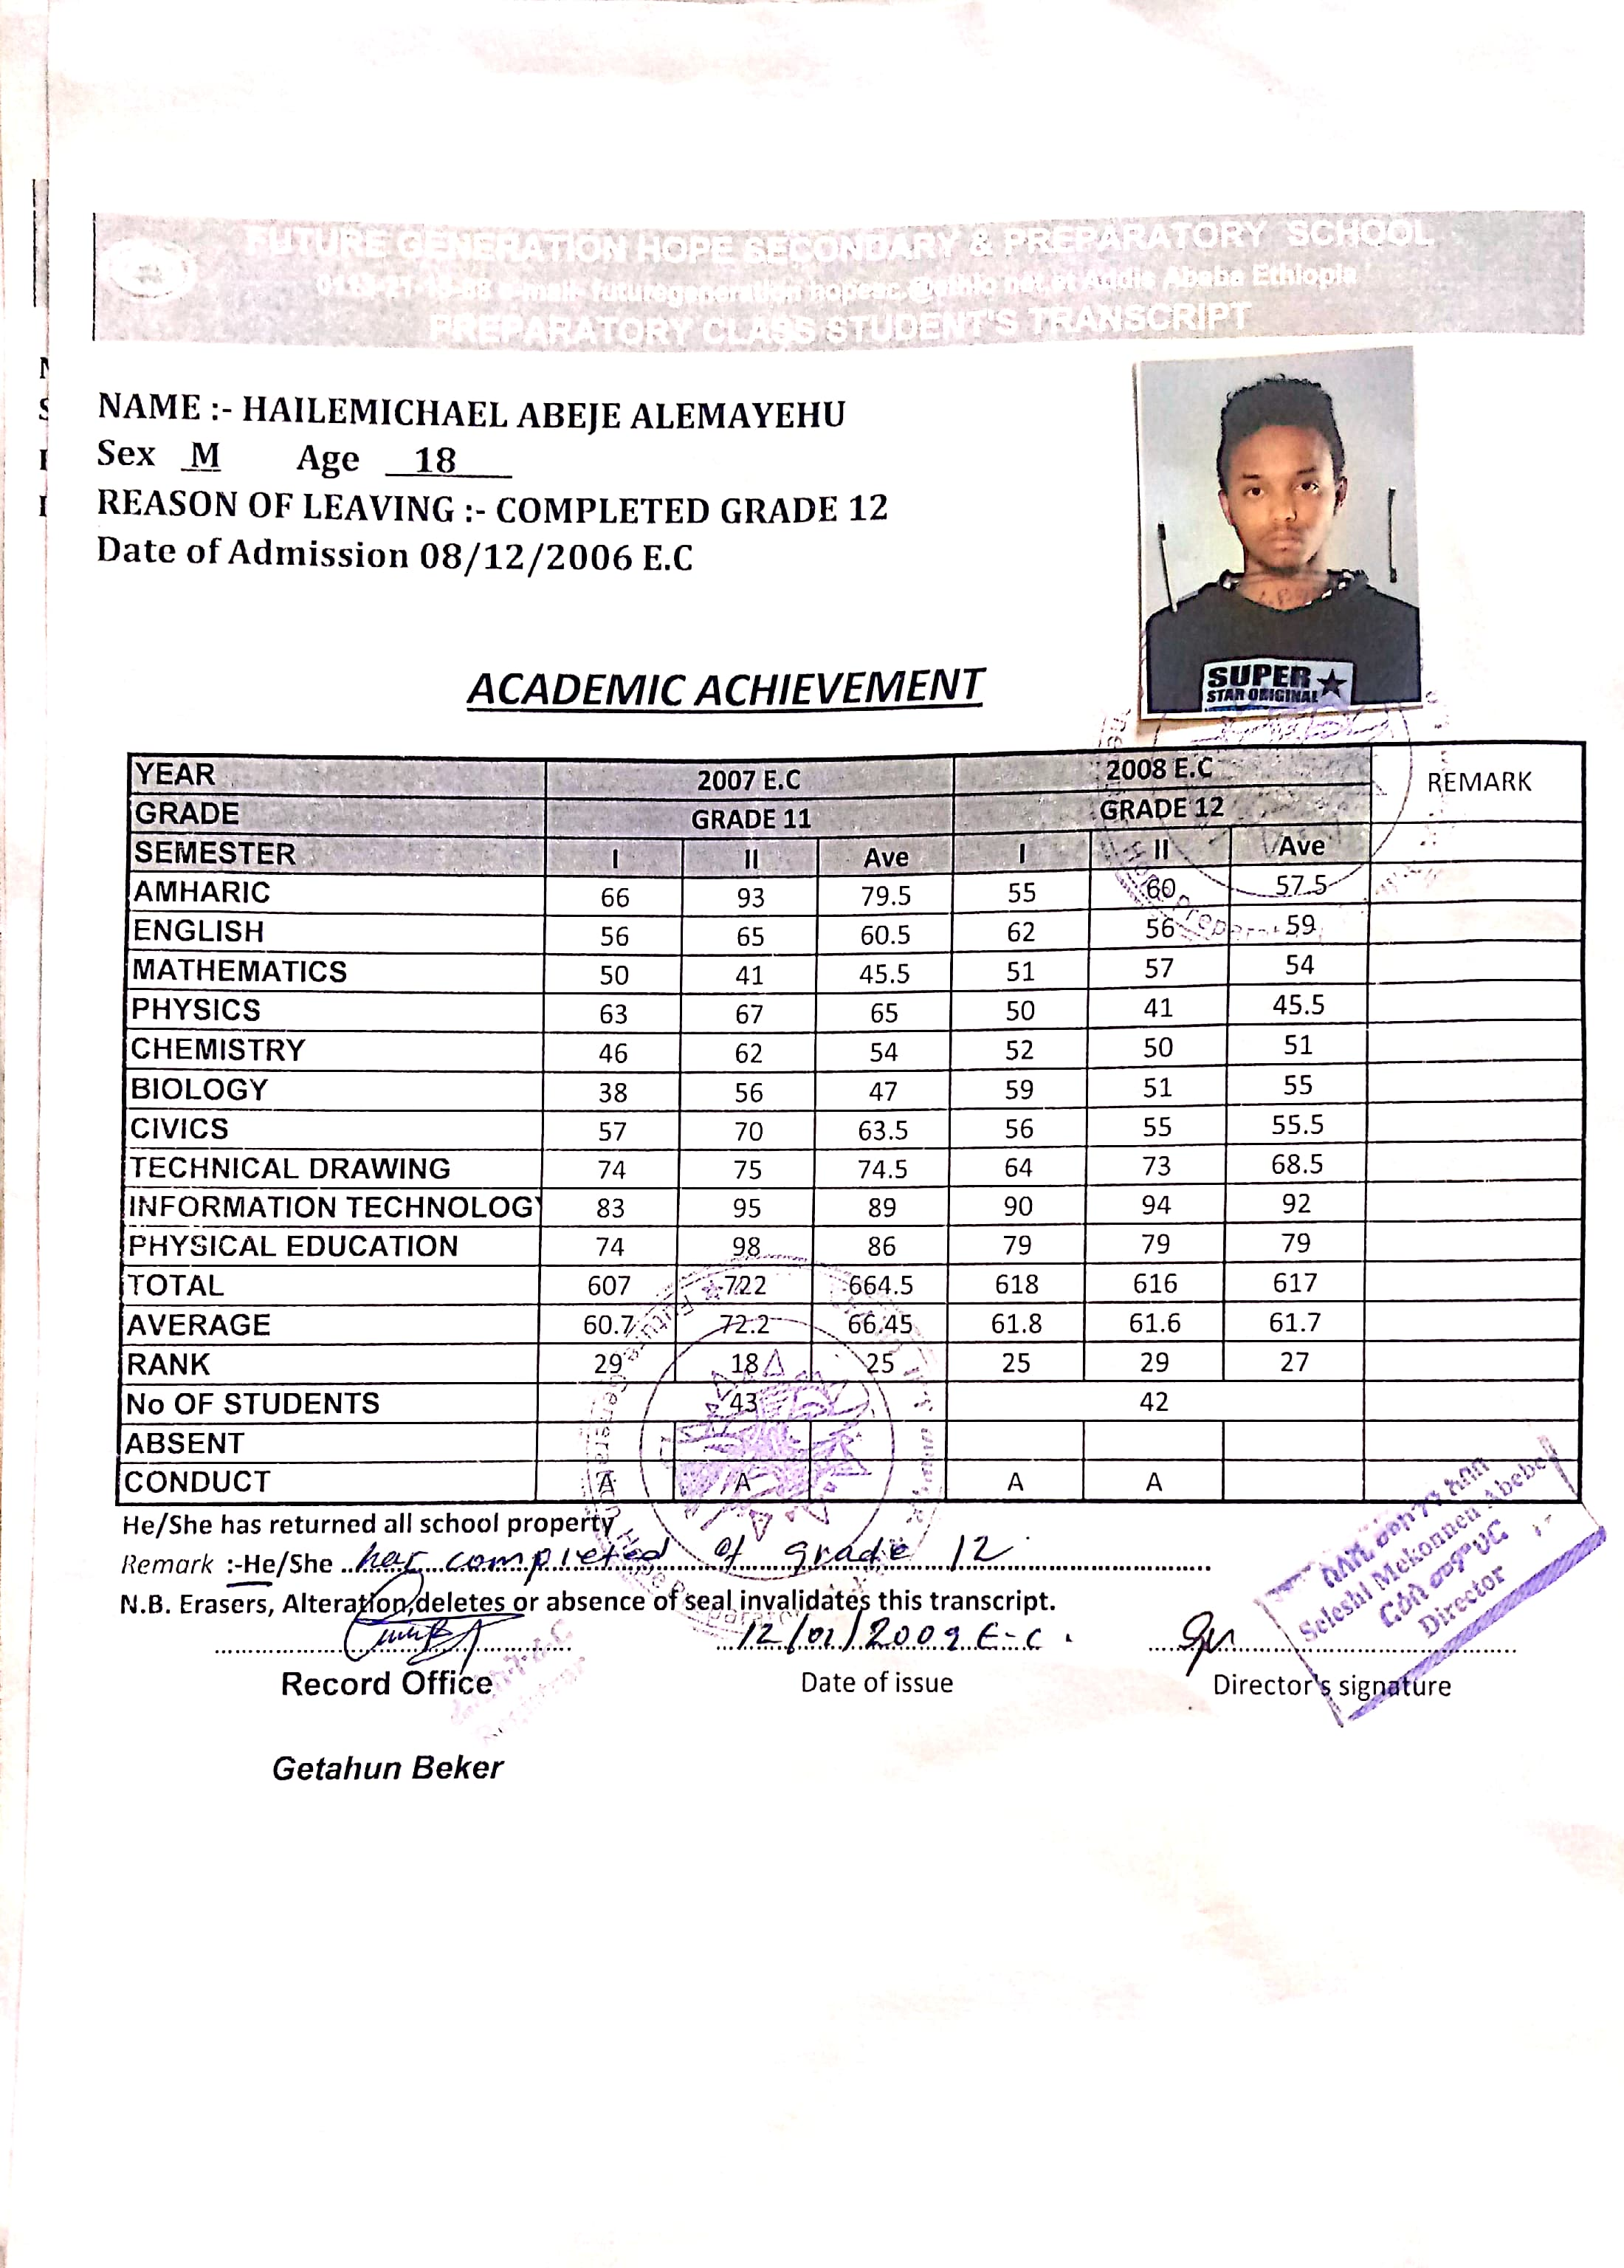 FUTURE GENERATION HOPE SECONDARY & PREPARATORY SCHOOL
e-mail- Addis Ababa Ethiopia
PREPARATORY CLASS STUDENT'S TRANSCRIPT
NAME :- HAILEMICHAEL ABEJE ALEMAYEHU
Sex M Age 18
REASON OF LEAVING :- COMPLETED GRADE 12
Date of Admission 08/12/2006 E.C
SUPER
STAR ORIGINAL
ACADEMIC ACHIEVEMENT
YEAR 2007 E.C 2008 E.C REMARK
GRADE GRADE 11 GRADE 12
SEMESTER I II Ave I II Ave
AMHARIC 66 93 79.5 55 60 57.5
ENGLISH 56 65 60.5 62 56 59
MATHEMATICS 50 41 45.5 51 57 54
PHYSICS 63 67 65 50 41 45.5
CHEMISTRY 46 62 54 52 50 51
BIOLOGY 38 56 47 59 51 55
CIVICS 57 70 63.5 56 55 55.5
TECHNICAL DRAWING 74 75 74.5 64 73 68.5
INFORMATION TECHNOLOGY 83 95 89 90 94 92
PHYSICAL EDUCATION 74 98 86 79 79 79
TOTAL 607 722 664.5 618 616 617
AVERAGE 60.7 72.2 66.45 61.8 61.6 61.7
RANK 29 18 25 25 29 27
No OF STUDENTS 43 42
ABSENT
CONDUCT A A A A
He/She has returned all school property
Remark :-He/She has completed of grade 12
N.B. Erasers, Alteration,deletes or absence of seal invalidates this transcript.
12/01/2009 E-C.
Record Office Date of issue Director's signature
Seleshi Mekonnen Abebe
ርዕሰ መምህር
Director
Getahun Beker